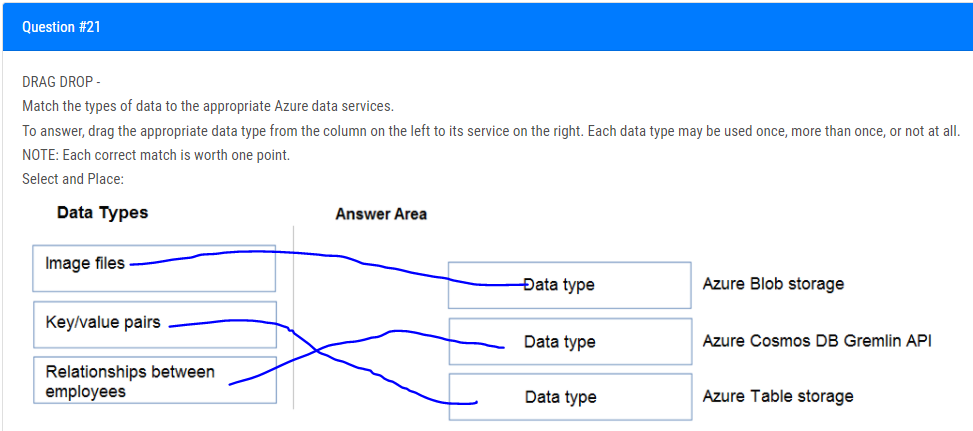 Question #21
DRAG DROP -
Match the types of data to the appropriate Azure data services.
To answer, drag the appropriate data type from the column on the left to its service on the right. Each data type may be used once, more than once, or not at all.
NOTE: Each correct match is worth one point.
Select and Place:
Data Types
Answer Area
Image files
Data type
Azure Blob storage
Key/value pairs
Data type
Azure Cosmos DB Gremlin API
Relationships between
employees
Data type
Azure Table storage